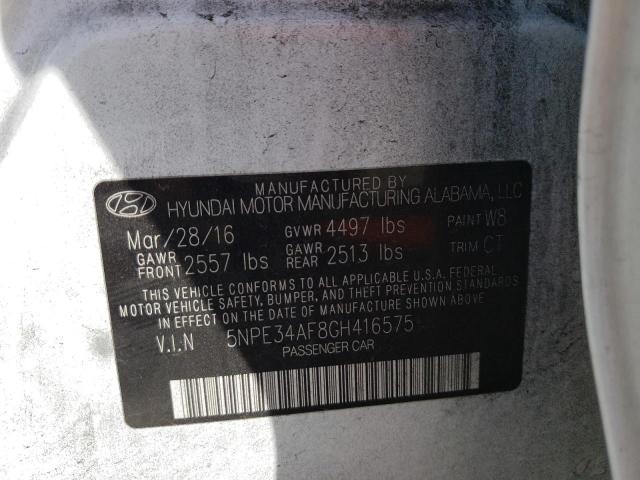 MANUFACTURED BY
HYUNDAI MOTOR MANUFACTURING ALABAMA, LLC
Mar/28/16 GVWR 4497 lbs PAINT W8
GAWR FRONT 2557 lbs GAWR REAR 2513 lbs TRIM CT
THIS VEHICLE CONFORMS TO ALL APPLICABLE U.S.A. FEDERAL
MOTOR VEHICLE SAFETY, BUMPER, AND THEFT PREVENTION STANDARDS
IN EFFECT ON THE DATE OF MANUFACTURE SHOWN ABOVE.
V.I.N 5NPE34AF8GH416575
PASSENGER CAR